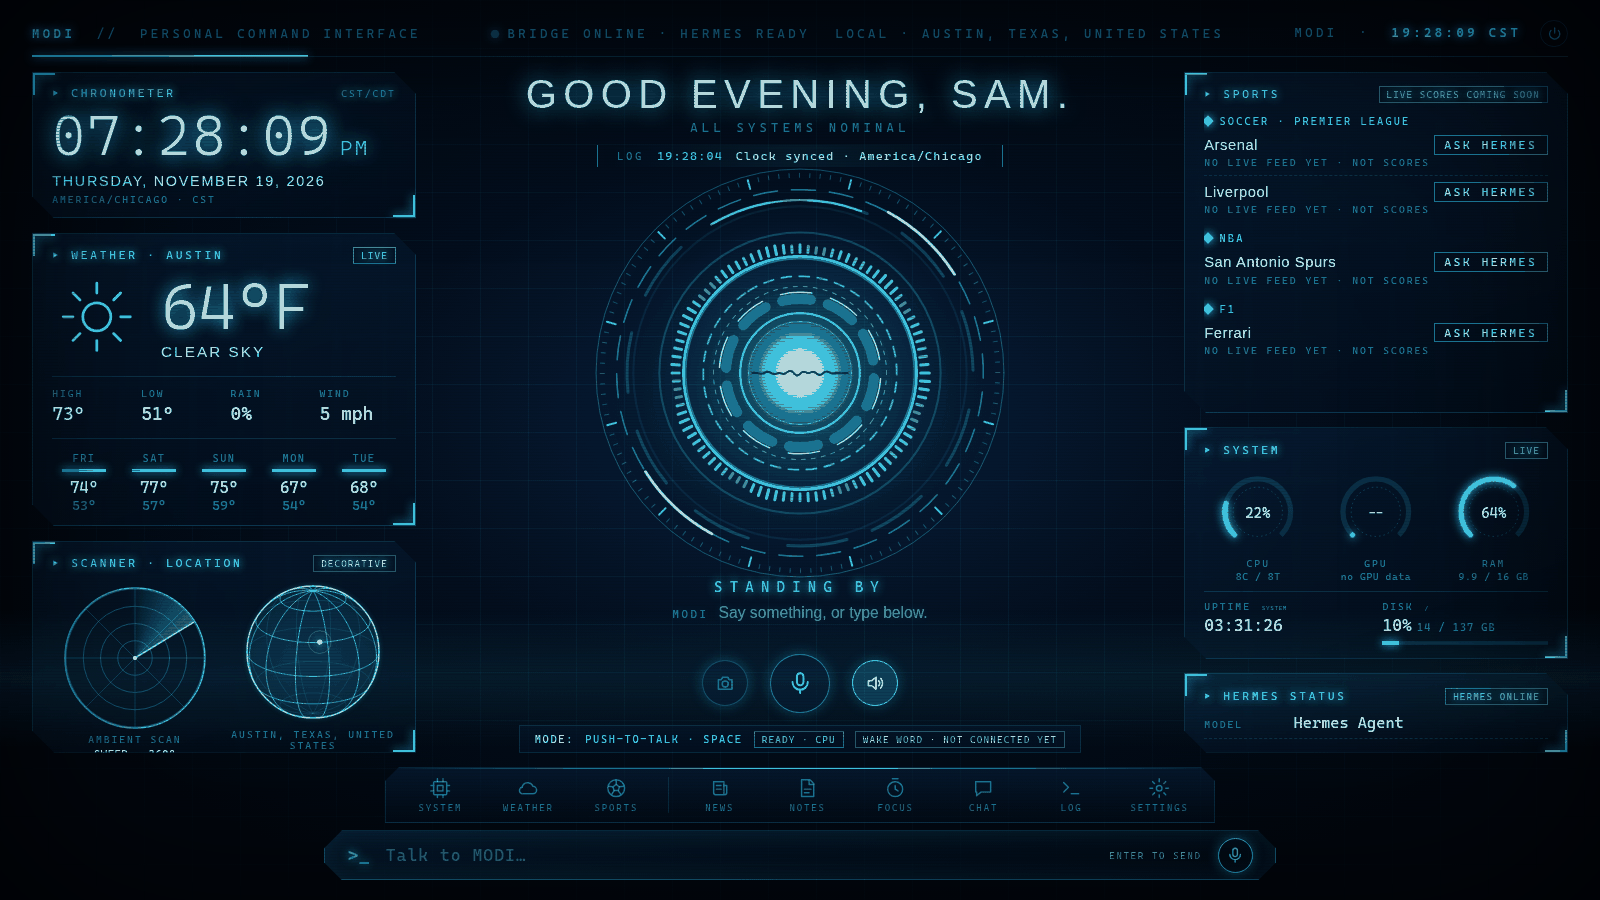 MODI // PERSONAL COMMAND INTERFACE
BRIDGE ONLINE · HERMES READY LOCAL · AUSTIN, TEXAS, UNITED STATES
MODI · 19:28:09 CST
CHRONOMETER CST/CDT
07:28:09 PM
THURSDAY, NOVEMBER 19, 2026
AMERICA/CHICAGO · CST
WEATHER · AUSTIN LIVE
64°F
CLEAR SKY
HIGH LOW RAIN WIND
73° 51° 0% 5 mph
FRI SAT SUN MON TUE
74° 77° 75° 67° 68°
53° 57° 59° 54° 54°
SCANNER · LOCATION DECORATIVE
AMBIENT SCAN
AUSTIN, TEXAS, UNITED
STATES
GOOD EVENING, SAM.
ALL SYSTEMS NOMINAL
LOG 19:28:04 Clock synced · America/Chicago
STANDING BY
MODI Say something, or type below.
MODE: PUSH-TO-TALK · SPACE READY · CPU WAKE WORD · NOT CONNECTED YET
SPORTS LIVE SCORES COMING SOON
SOCCER · PREMIER LEAGUE
Arsenal ASK HERMES
NO LIVE FEED YET · NOT SCORES
Liverpool ASK HERMES
NO LIVE FEED YET · NOT SCORES
NBA
San Antonio Spurs ASK HERMES
NO LIVE FEED YET · NOT SCORES
F1
Ferrari ASK HERMES
NO LIVE FEED YET · NOT SCORES
SYSTEM LIVE
22% -- 64%
CPU GPU RAM
8C / 8T no GPU data 9.9 / 16 GB
UPTIME SYSTEM DISK /
03:31:26 10% 14 / 137 GB
HERMES STATUS HERMES ONLINE
MODEL Hermes Agent
SYSTEM WEATHER SPORTS NEWS NOTES FOCUS CHAT LOG SETTINGS
>_ Talk to MODI… ENTER TO SEND